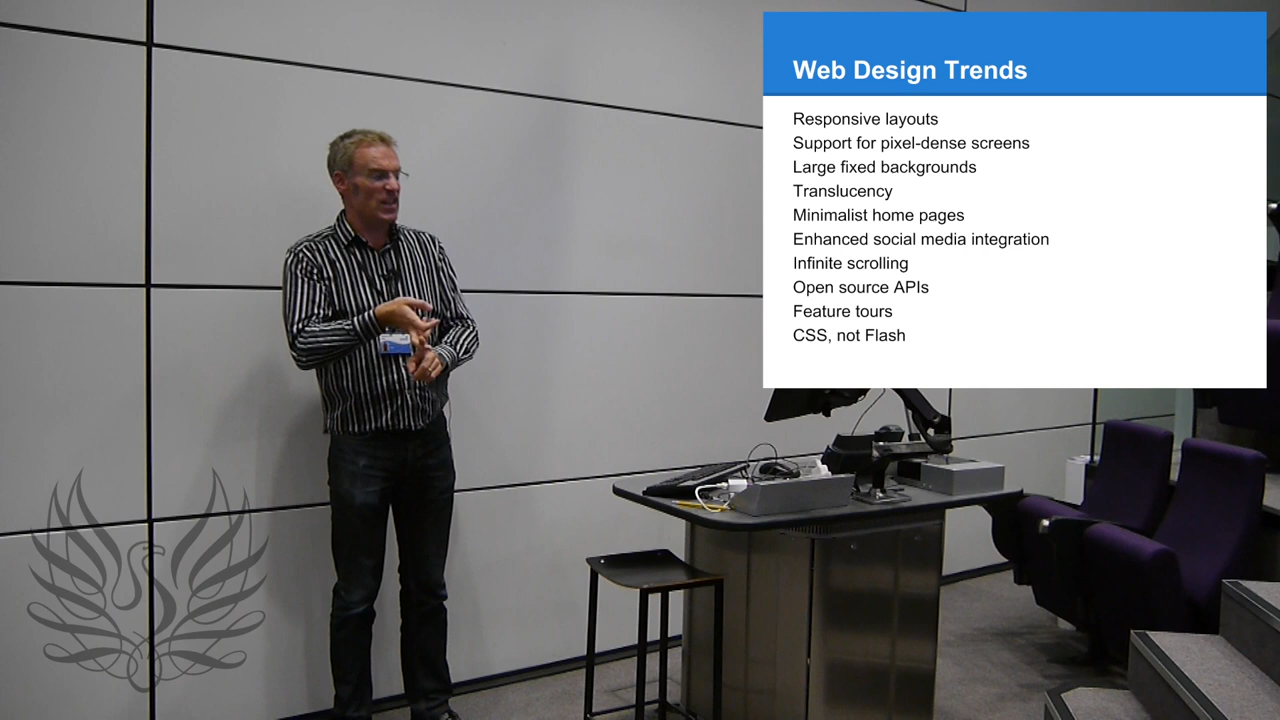 Web Design Trends
Responsive layouts
Support for pixel-dense screens
Large fixed backgrounds
Translucency
Minimalist home pages
Enhanced social media integration
Infinite scrolling
Open source APIs
Feature tours
CSS, not Flash